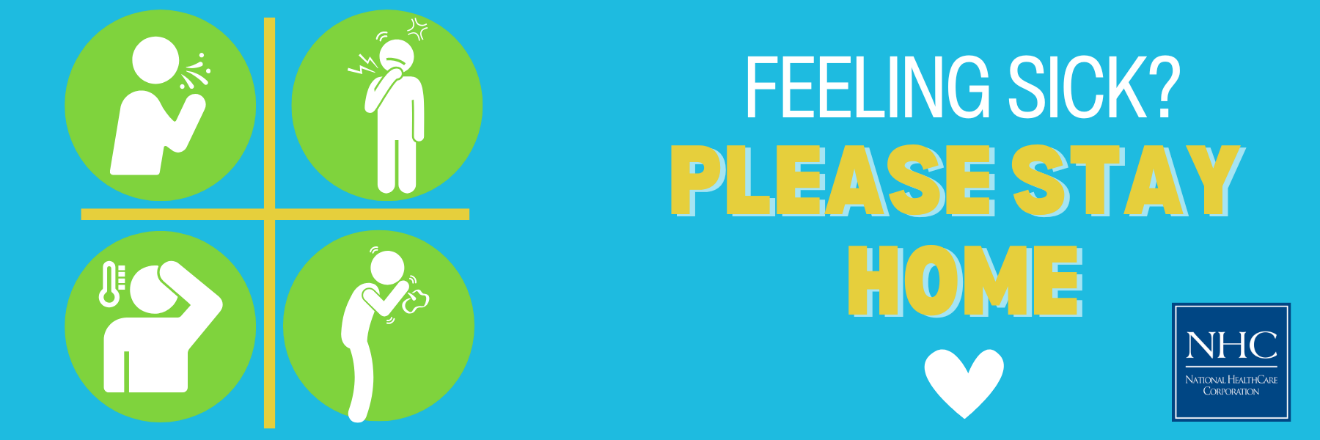 FEELING SICK?
PLEASE STAY
HOME
NHC
NATIONAL HEALTHCARE
CORPORATION